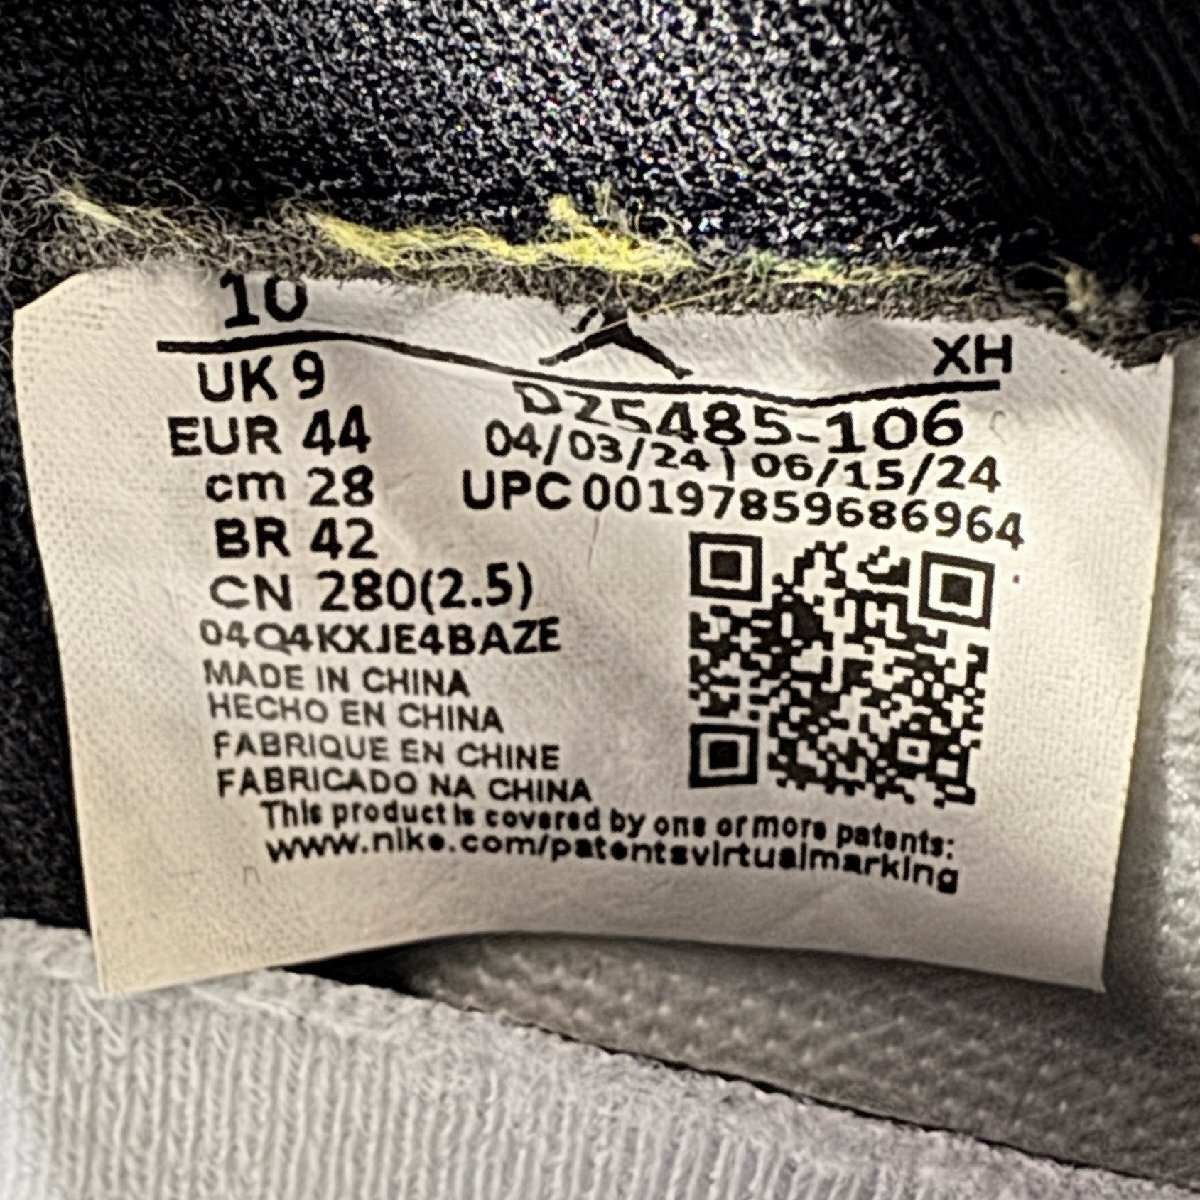 10
XH
UK 9
EUR 44
cm 28
BR 42
CN 280(2.5)
DZ5485-106
04/03/24 | 06/15/24
UPC 00197859686964
04Q4KXJE4BAZE
MADE IN CHINA
HECHO EN CHINA
FABRIQUE EN CHINE
FABRICADO NA CHINA
This product is covered by one or more patents:
www.nike.com/patentsvirtualmarking